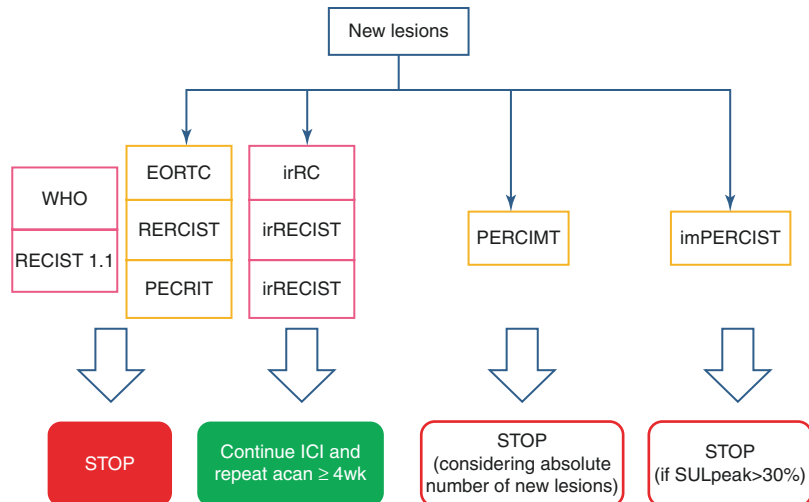 New lesions
WHO
RECIST 1.1
EORTC
RERCIST
PECRIT
irRC
irRECIST
irRECIST
PERCIMT
imPERCIST
STOP
Continue ICI and
repeat acan ≥ 4wk
STOP
(considering absolute
number of new lesions)
STOP
(if SULpeak>30%)